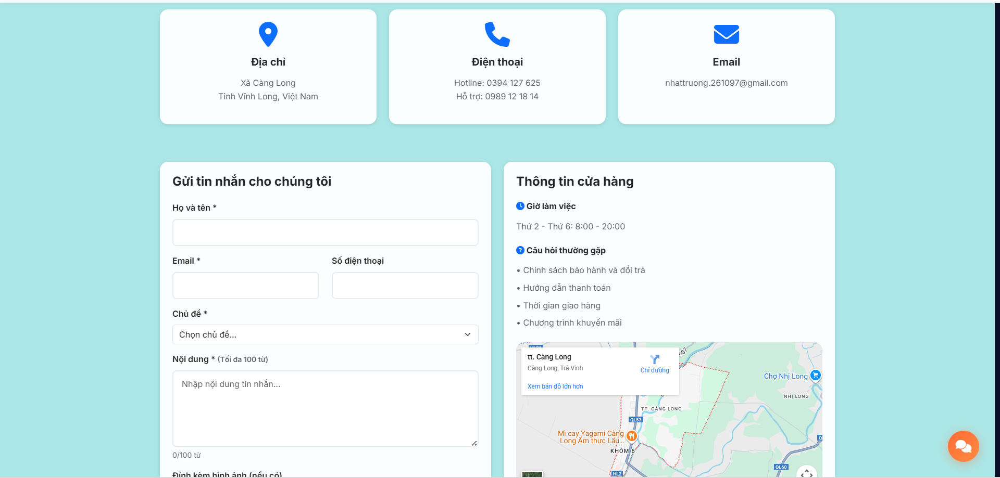 Địa chỉ
Xã Càng Long
Tỉnh Vĩnh Long, Việt Nam
Điện thoại
Hotline: 0394 127 625
Hỗ trợ: 0989 12 18 14
Email
nhattruong.261097@gmail.com
Gửi tin nhắn cho chúng tôi
Họ và tên *
Email *
Số điện thoại
Chủ đề *
Chọn chủ đề...
Nội dung * (Tối đa 100 từ)
Nhập nội dung tin nhắn...
0/100 từ
Đính kèm hình ảnh (nếu có)
Thông tin cửa hàng
Giờ làm việc
Thứ 2 - Thứ 6: 8:00 - 20:00
Câu hỏi thường gặp
• Chính sách bảo hành và đổi trả
• Hướng dẫn thanh toán
• Thời gian giao hàng
• Chương trình khuyến mãi
tt. Càng Long
Càng Long, Trà Vinh
Chỉ đường
Xem bản đồ lớn hơn
907
Chợ Nhị Long
NHỊ LONG
TT. CÀNG LONG
QL53
Mì cay Yagami Càng
Long Ẩm thực Lẩu...
KHÓM 6
QL60
HL2